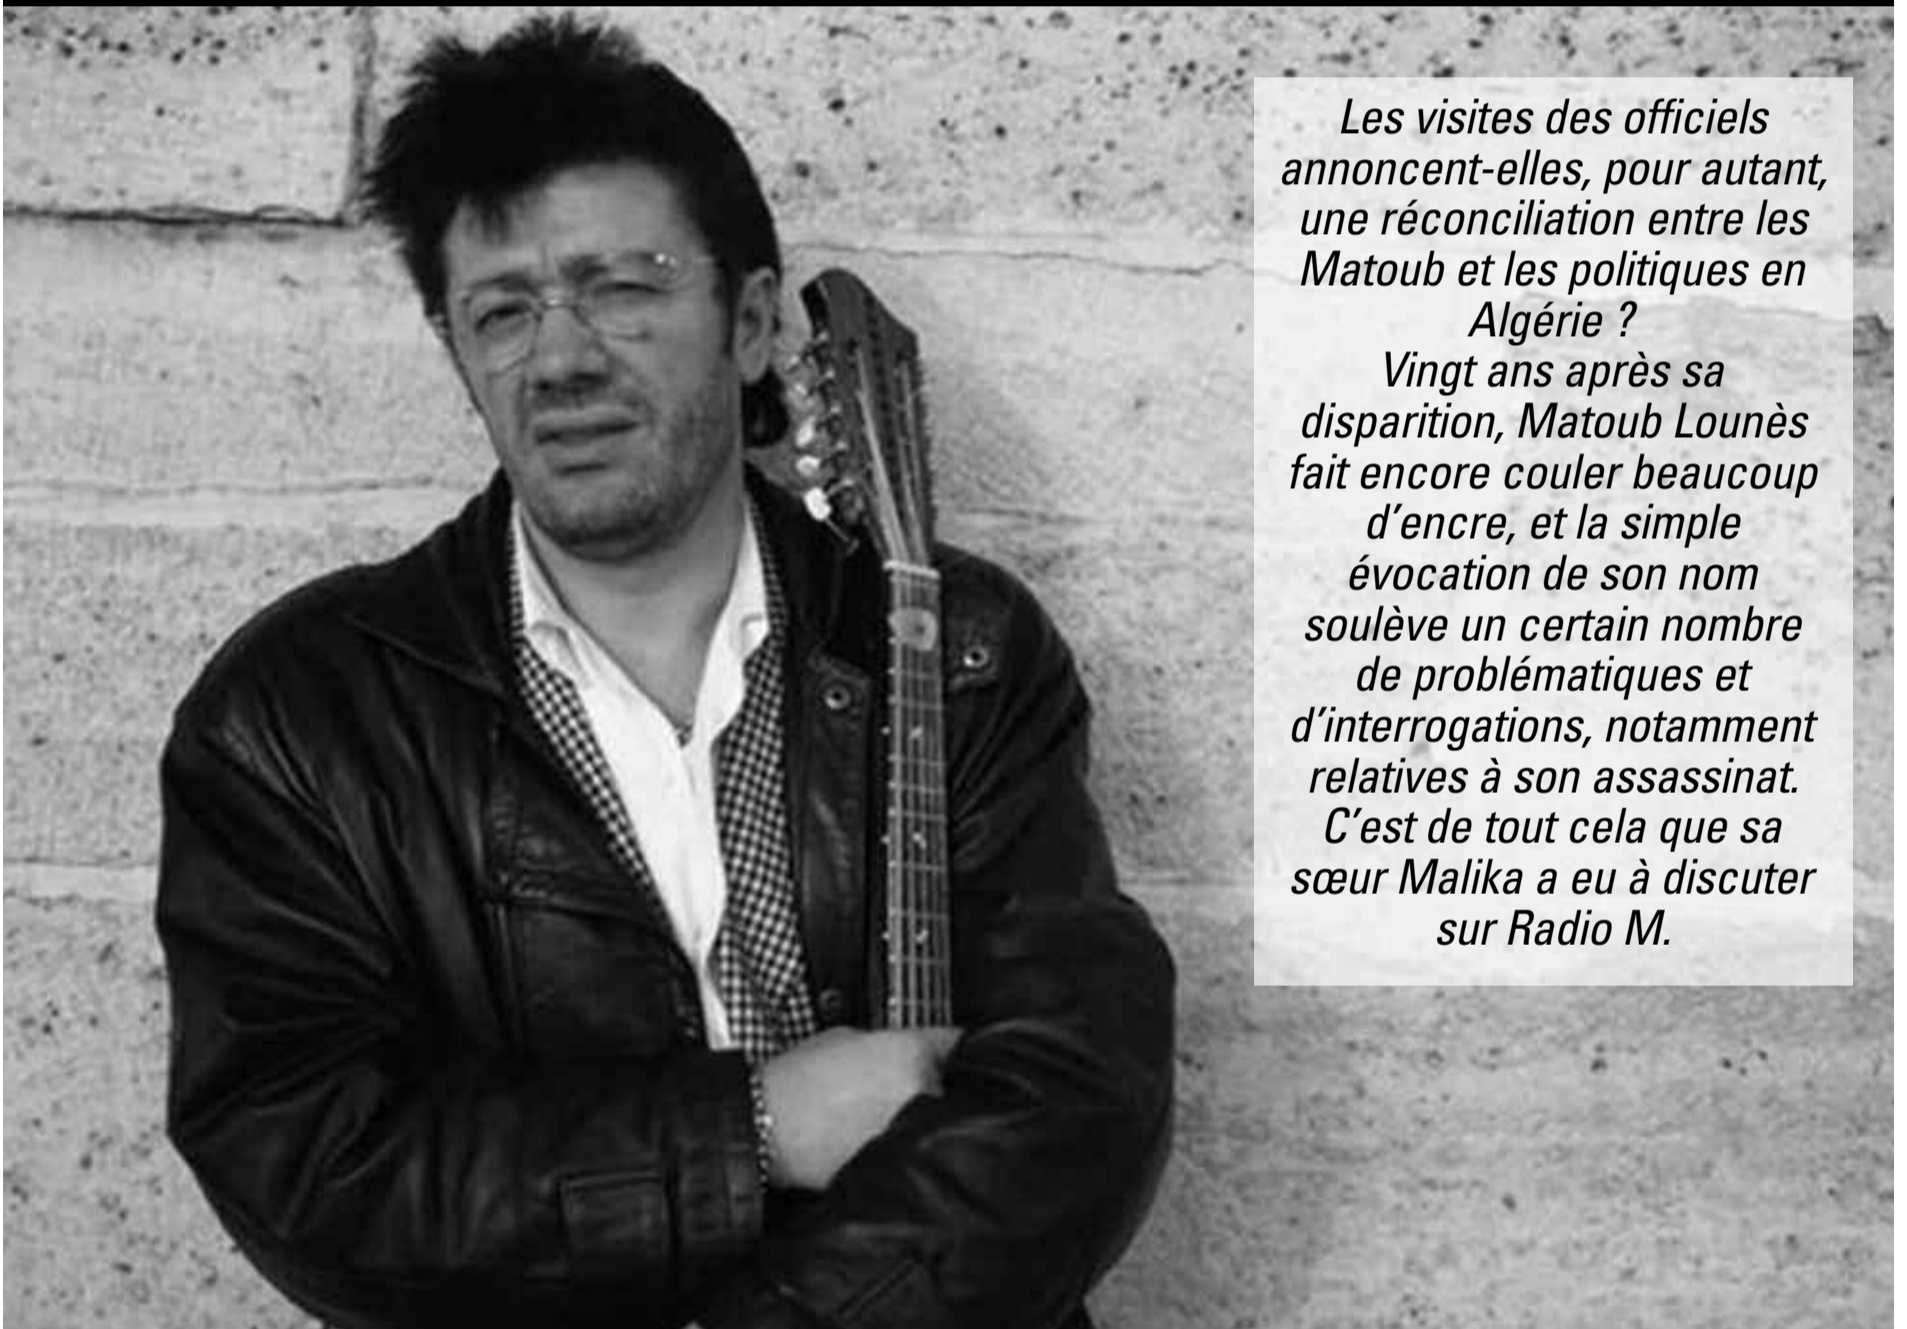 Les visites des officiels
annoncent-elles, pour autant,
une réconciliation entre les
Matoub et les politiques en
Algérie ?
Vingt ans après sa
disparition, Matoub Lounès
fait encore couler beaucoup
d'encre, et la simple
évocation de son nom
soulève un certain nombre
de problématiques et
d'interrogations, notamment
relatives à son assassinat.
C'est de tout cela que sa
sœur Malika a eu à discuter
sur Radio M.